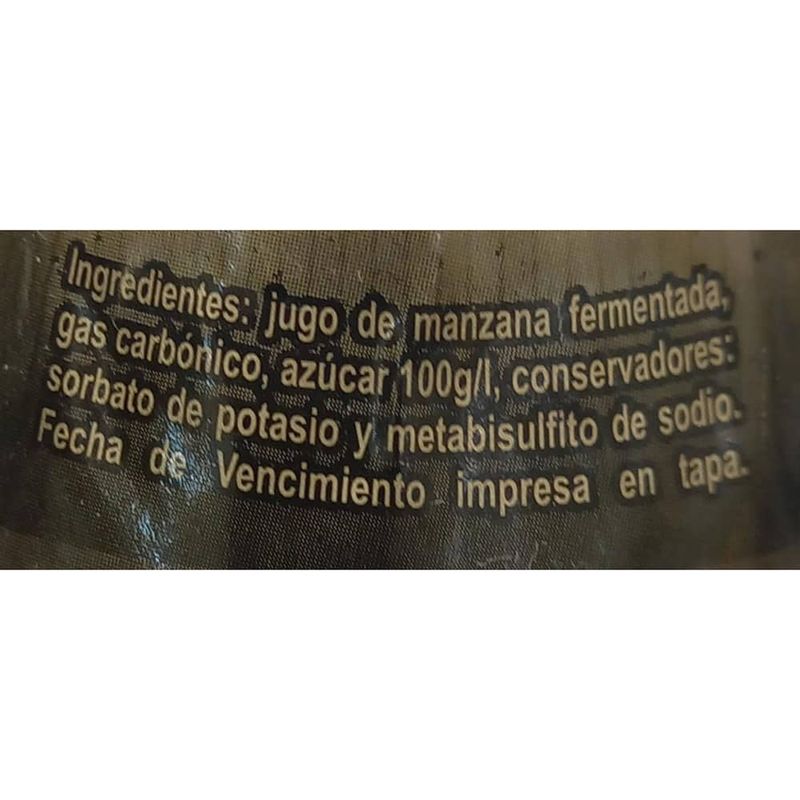 Ingredientes: jugo de manzana fermentada,
gas carbónico, azúcar 100g/l, conservadores:
sorbato de potasio y metabisulfito de sodio.
Fecha de Vencimiento impresa en tapa.